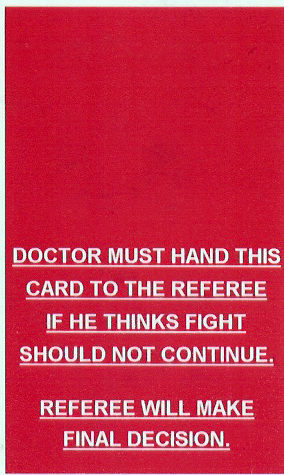 DOCTOR MUST HAND THIS
CARD TO THE REFEREE
IF HE THINKS FIGHT
SHOULD NOT CONTINUE.
REFEREE WILL MAKE
FINAL DECISION.